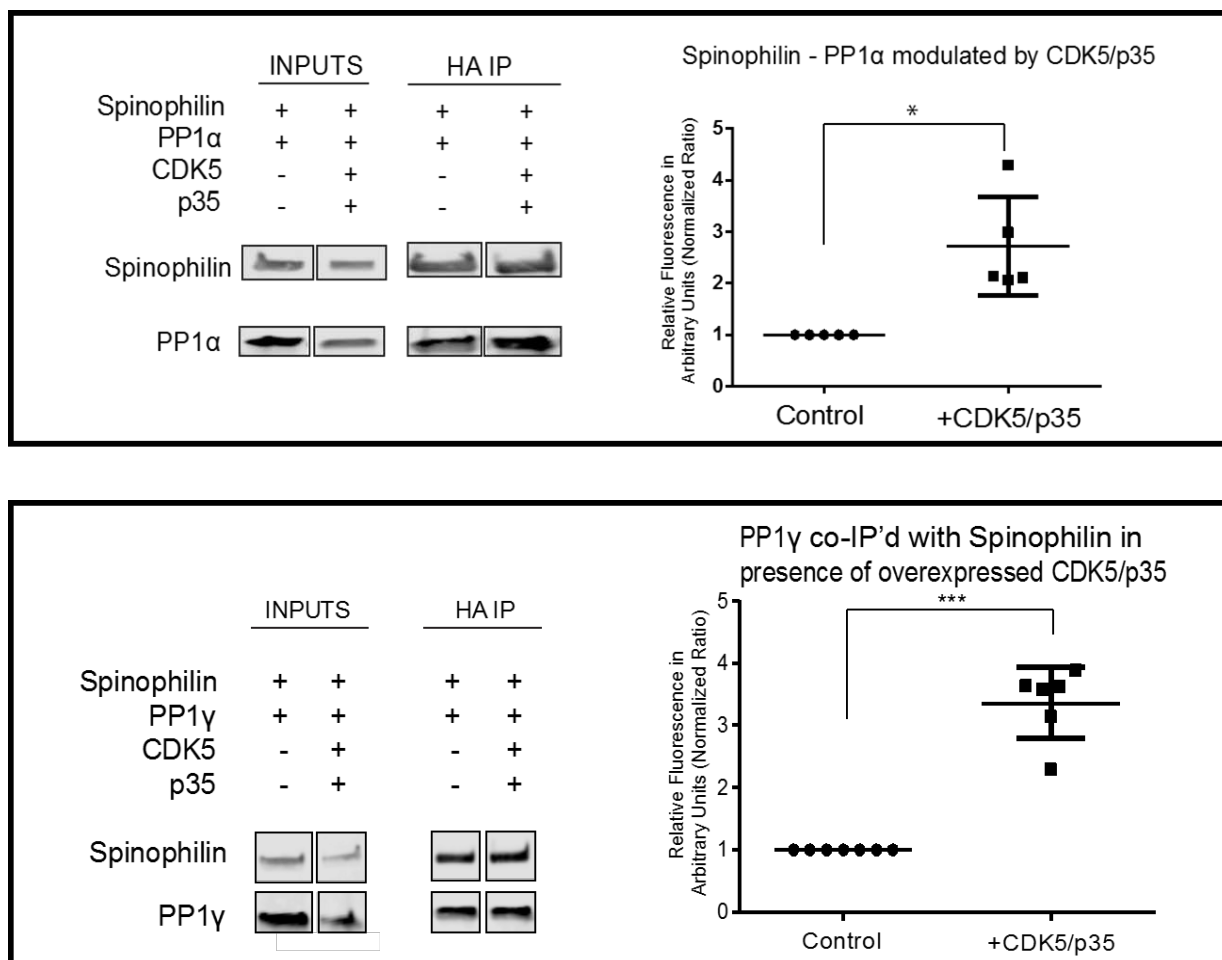 INPUTS HA IP
Spinophilin + + + +
PP1α + + + +
CDK5 - + - +
p35 - + - +
Spinophilin
PP1α
Spinophilin - PP1α modulated by CDK5/p35
*
Relative Fluorescence in
Arbitrary Units (Normalized Ratio)
5
4
3
2
1
0
Control +CDK5/p35
INPUTS HA IP
Spinophilin + + + +
PP1γ + + + +
CDK5 - + - +
p35 - + - +
Spinophilin
PP1γ
PP1γ co-IP’d with Spinophilin in
presence of overexpressed CDK5/p35
***
Relative Fluorescence in
Arbitrary Units (Normalized Ratio)
5
4
3
2
1
0
Control +CDK5/p35